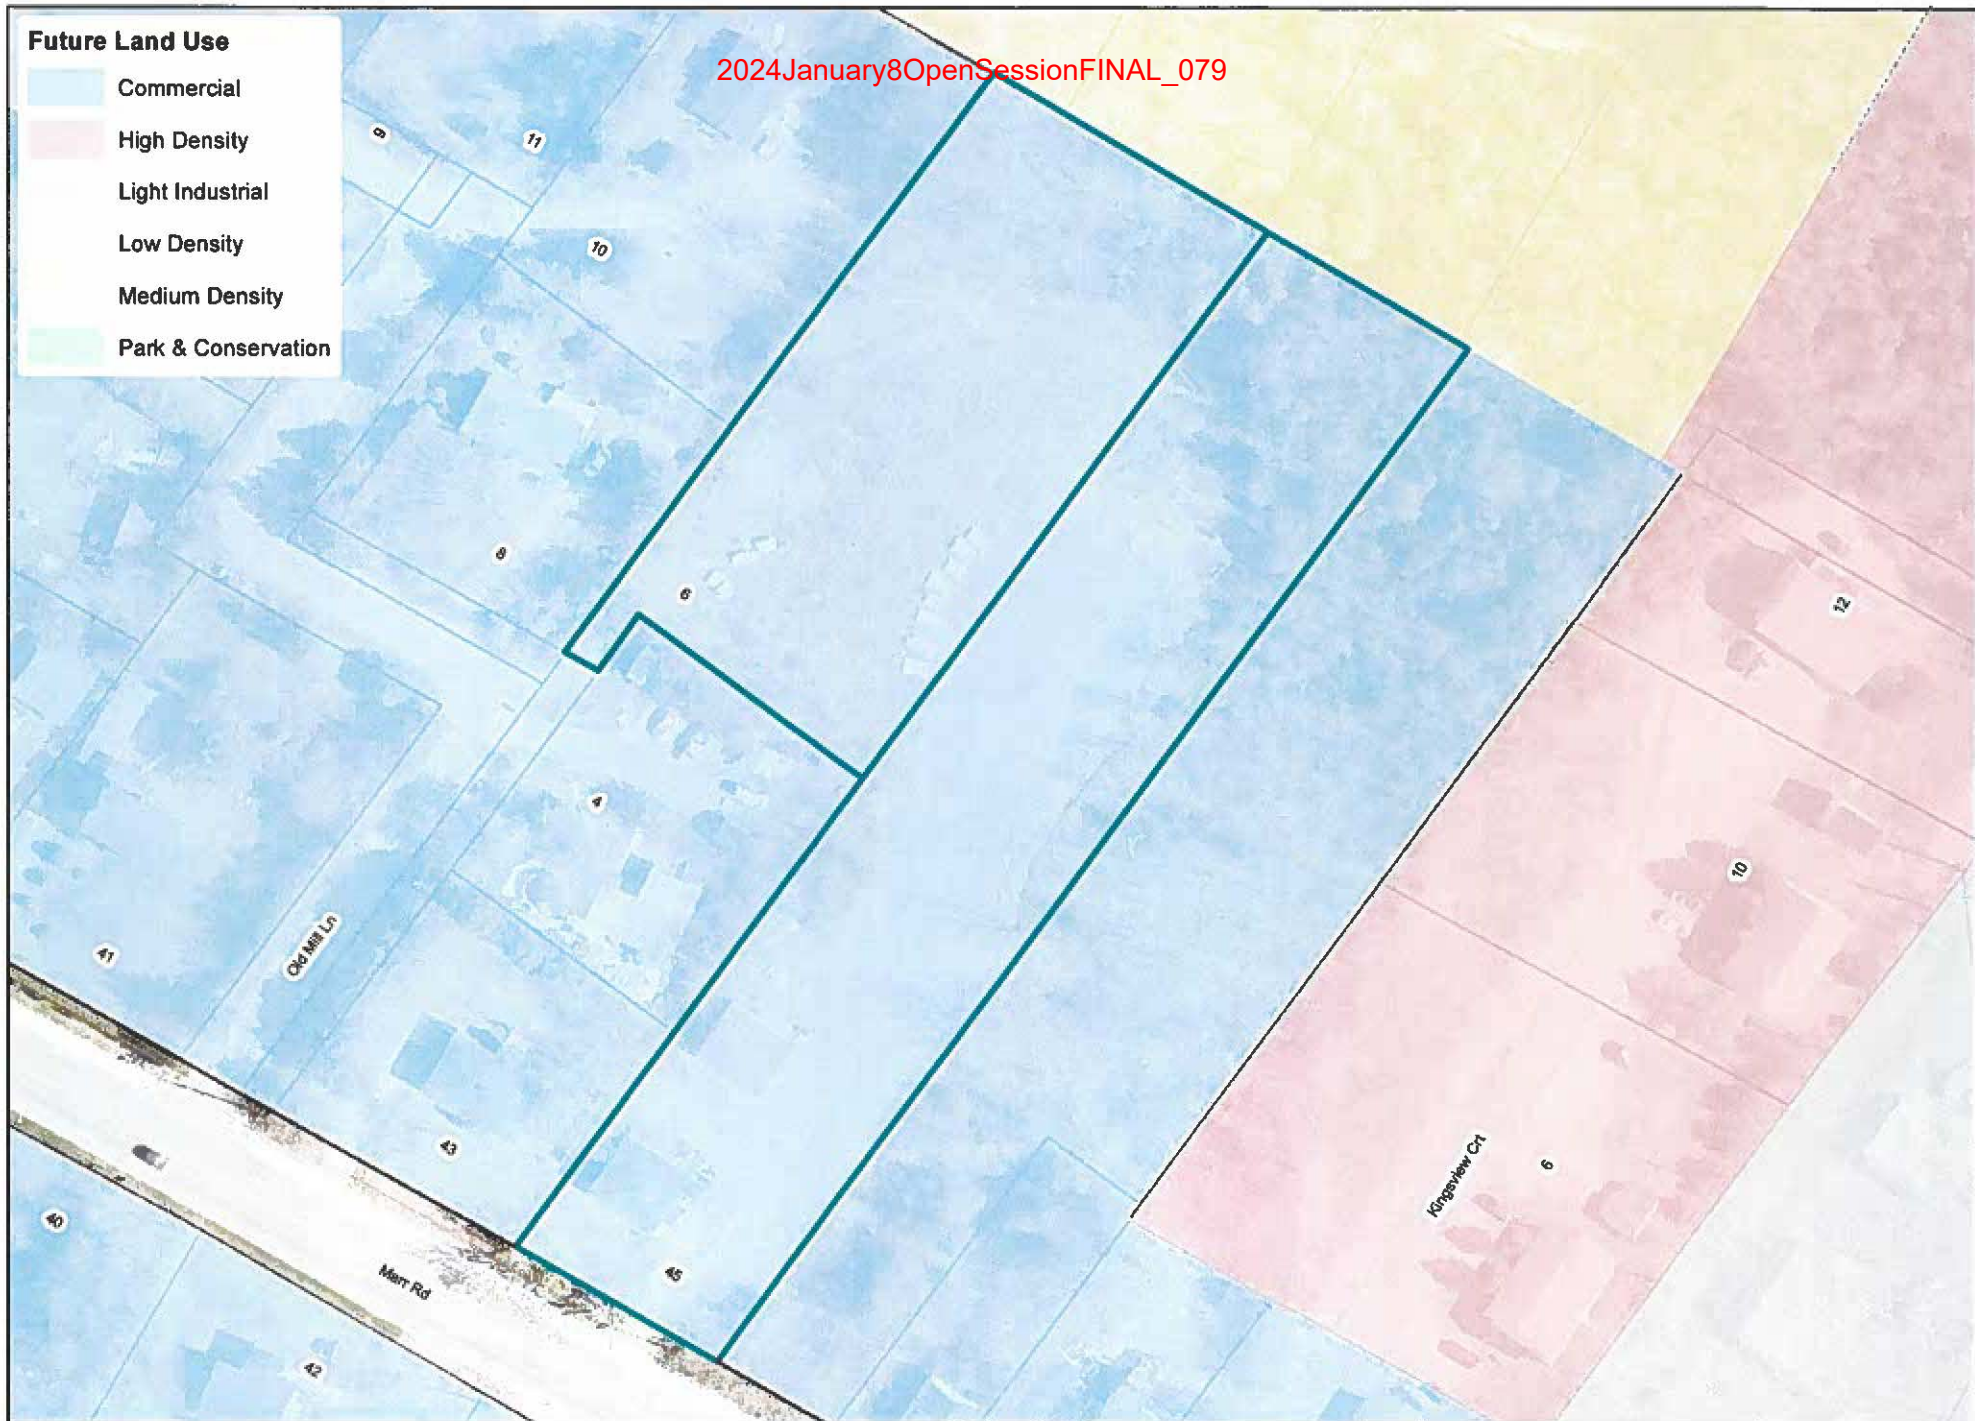 Future Land Use
Commercial
High Density
Light Industrial
Low Density
Medium Density
Park & Conservation
2024January8OpenSessionFINAL_079
9
11
10
8
6
4
12
10
41
Old Mill Ln
43
Kingsview Crt
6
40
Marr Rd
45
42